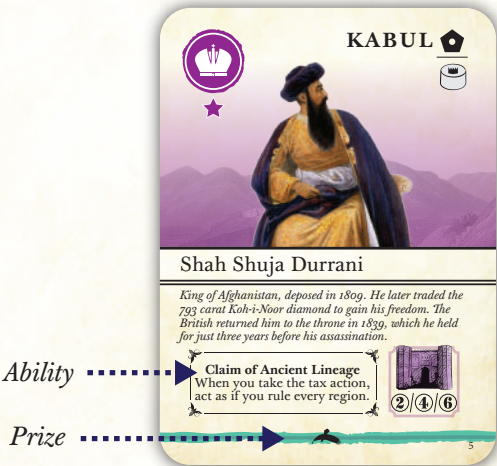 KABUL
Shah Shuja Durrani
King of Afghanistan, deposed in 1809. He later traded the
793 carat Koh-i-Noor diamond to gain his freedom. The
British returned him to the throne in 1839, which he held
for just three years before his assassination.
Ability
Claim of Ancient Lineage
When you take the tax action,
act as if you rule every region.
2/4/6
Prize
5